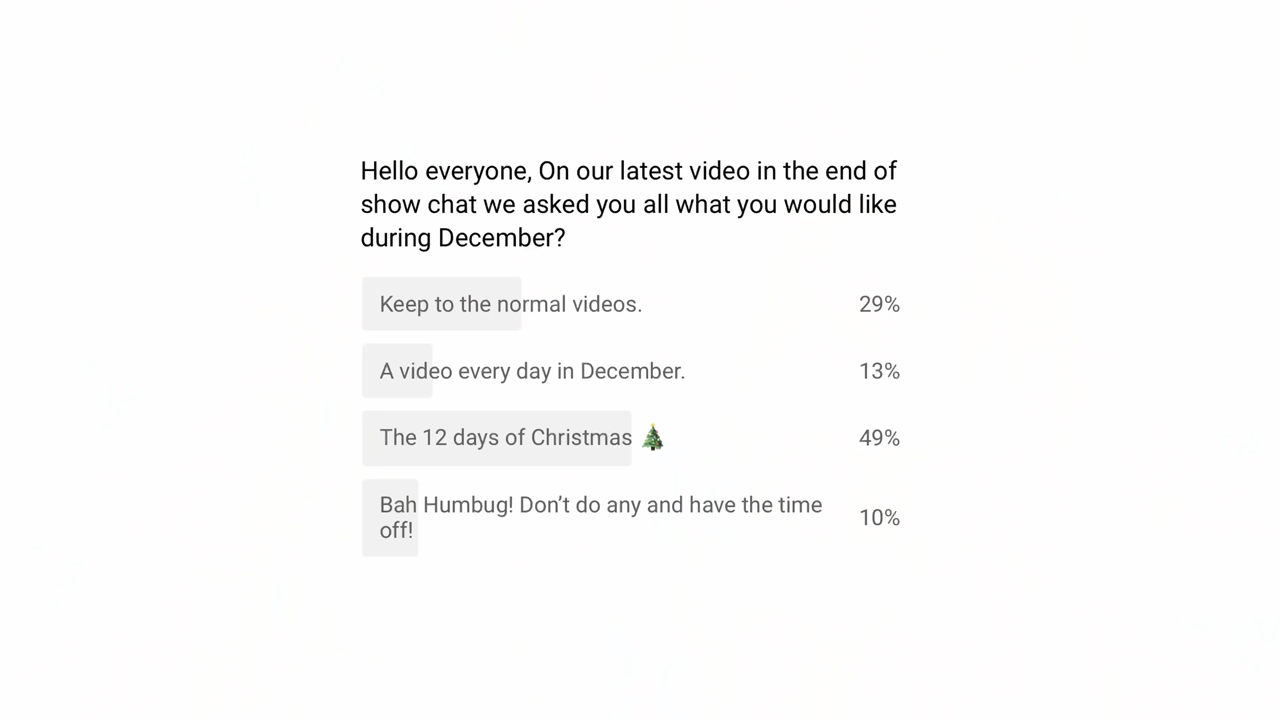 Hello everyone, On our latest video in the end of
show chat we asked you all what you would like
during December?
Keep to the normal videos. 29%
A video every day in December. 13%
The 12 days of Christmas 🎄 49%
Bah Humbug! Don’t do any and have the time
off! 10%